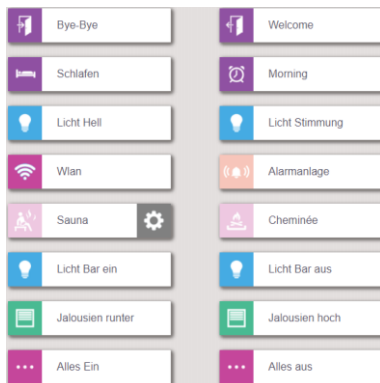 Bye-Bye
Welcome
Schlafen
Morning
Licht Hell
Licht Stimmung
Wlan
Alarmanlage
Sauna
Cheminée
Licht Bar ein
Licht Bar aus
Jalousien runter
Jalousien hoch
Alles Ein
Alles aus